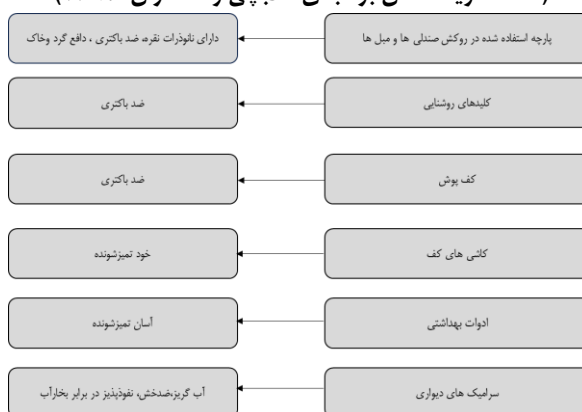 پارچه استفاده شده در روکش صندلی ها و مبل ها
دارای نانوذرات نقره، ضد باکتری ، دافع گرد وخاک
کلیدهای روشنایی
ضد باکتری
کف پوش
ضد باکتری
کاشی های کف
خود تمیزشونده
ادوات بهداشتی
آسان تمیزشونده
سرامیک های دیواری
آب گریز،ضدخش، نفوذپذیز در برابر بخارآب